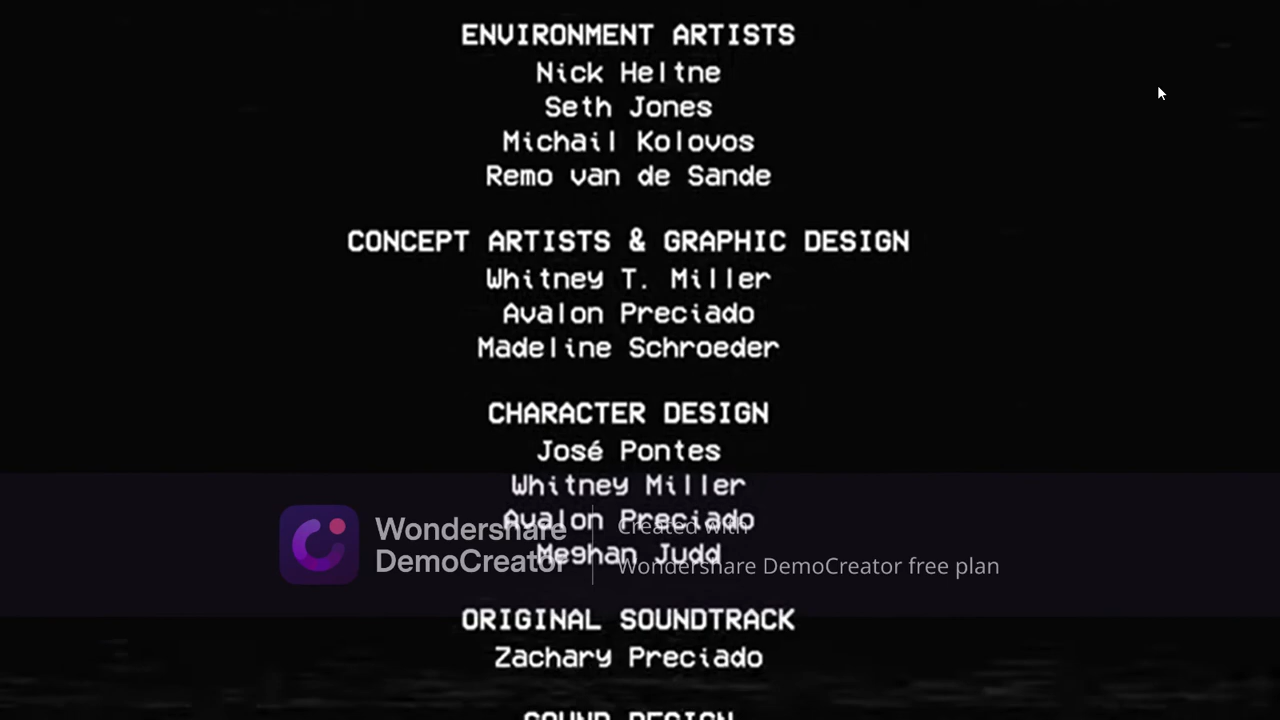 ENVIRONMENT ARTISTS
Nick Heltne
Seth Jones
Michail Kolovos
Remo van de Sande
CONCEPT ARTISTS & GRAPHIC DESIGN
Whitney T. Miller
Avalon Preciado
Madeline Schroeder
CHARACTER DESIGN
José Pontes
Whitney Miller
Avalon Preciado
Meghan Judd
Wondershare
DemoCreator
Created with
Wondershare DemoCreator free plan
ORIGINAL SOUNDTRACK
Zachary Preciado
SOUND DESIGN